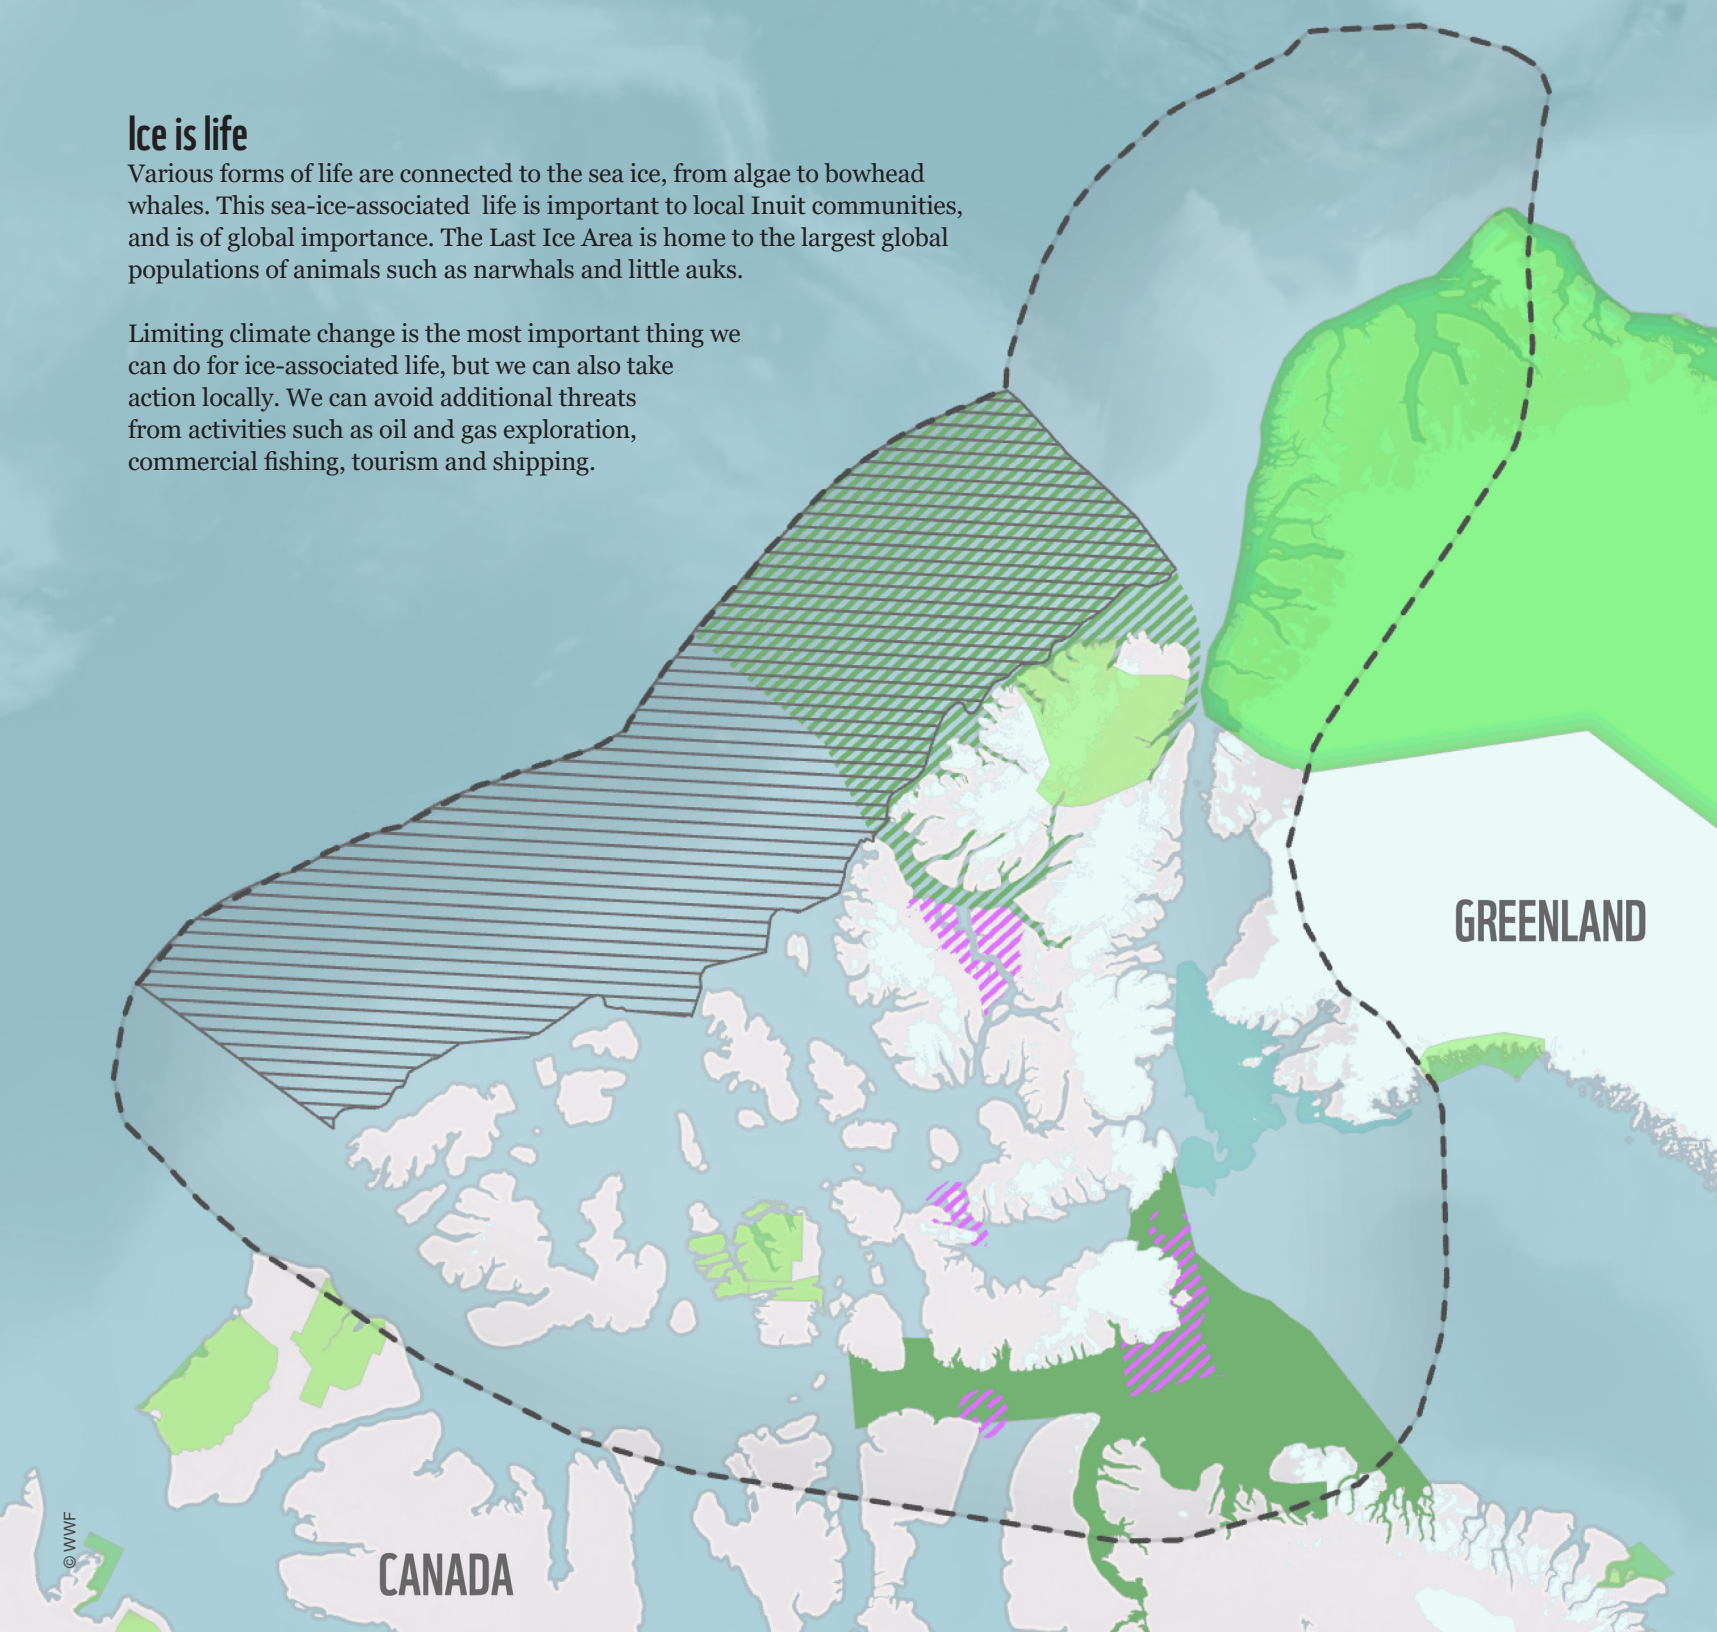 Ice is life
Various forms of life are connected to the sea ice, from algae to bowhead
whales. This sea-ice-associated life is important to local Inuit communities,
and is of global importance. The Last Ice Area is home to the largest global
populations of animals such as narwhals and little auks.
Limiting climate change is the most important thing we
can do for ice-associated life, but we can also take
action locally. We can avoid additional threats
from activities such as oil and gas exploration,
commercial fishing, tourism and shipping.
GREENLAND
CANADA
© WWF